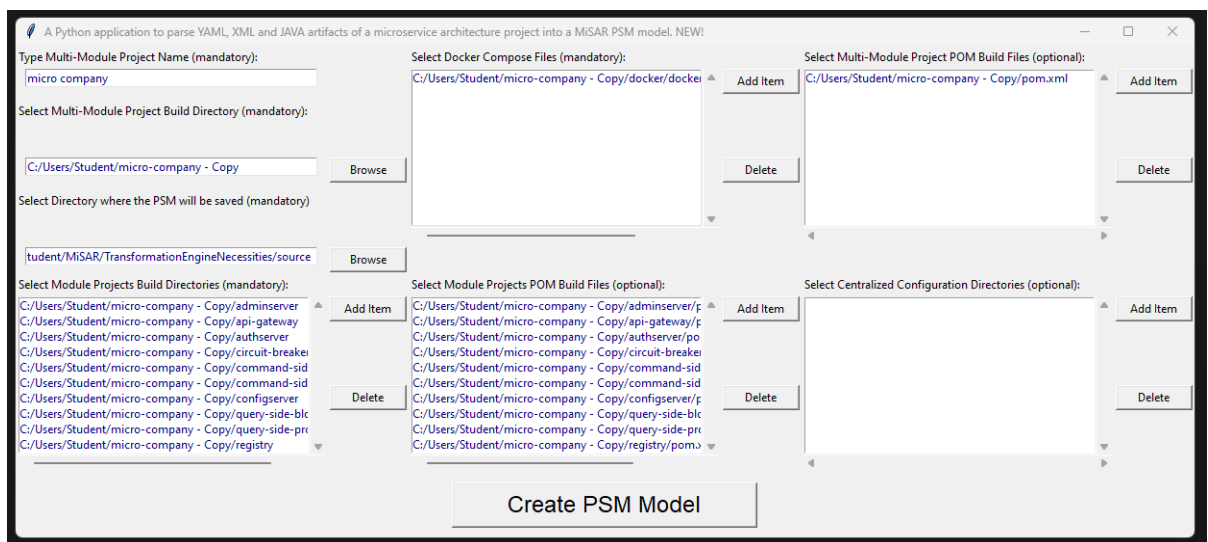 A Python application to parse YAML, XML and JAVA artifacts of a microservice architecture project into a MiSAR PSM model. NEW!
Type Multi-Module Project Name (mandatory):
micro company
Select Multi-Module Project Build Directory (mandatory):
C:/Users/Student/micro-company - Copy
Browse
Select Directory where the PSM will be saved (mandatory)
tudent/MiSAR/TransformationEngineNecessities/source
Browse
Select Docker Compose Files (mandatory):
C:/Users/Student/micro-company - Copy/docker/docker
Add Item
Delete
Select Multi-Module Project POM Build Files (optional):
C:/Users/Student/micro-company - Copy/pom.xml
Add Item
Delete
Select Module Projects Build Directories (mandatory):
C:/Users/Student/micro-company - Copy/adminserver
C:/Users/Student/micro-company - Copy/api-gateway
C:/Users/Student/micro-company - Copy/authserver
C:/Users/Student/micro-company - Copy/circuit-breaker
C:/Users/Student/micro-company - Copy/command-sid
C:/Users/Student/micro-company - Copy/command-sid
C:/Users/Student/micro-company - Copy/configserver
C:/Users/Student/micro-company - Copy/query-side-blo
C:/Users/Student/micro-company - Copy/query-side-pro
C:/Users/Student/micro-company - Copy/registry
Add Item
Delete
Select Module Projects POM Build Files (optional):
C:/Users/Student/micro-company - Copy/adminserver/p
C:/Users/Student/micro-company - Copy/api-gateway/p
C:/Users/Student/micro-company - Copy/authserver/po
C:/Users/Student/micro-company - Copy/circuit-breaker
C:/Users/Student/micro-company - Copy/command-sid
C:/Users/Student/micro-company - Copy/command-sid
C:/Users/Student/micro-company - Copy/configserver/p
C:/Users/Student/micro-company - Copy/query-side-blo
C:/Users/Student/micro-company - Copy/query-side-pro
C:/Users/Student/micro-company - Copy/registry/pom.x
Add Item
Delete
Select Centralized Configuration Directories (optional):
Add Item
Delete
Create PSM Model